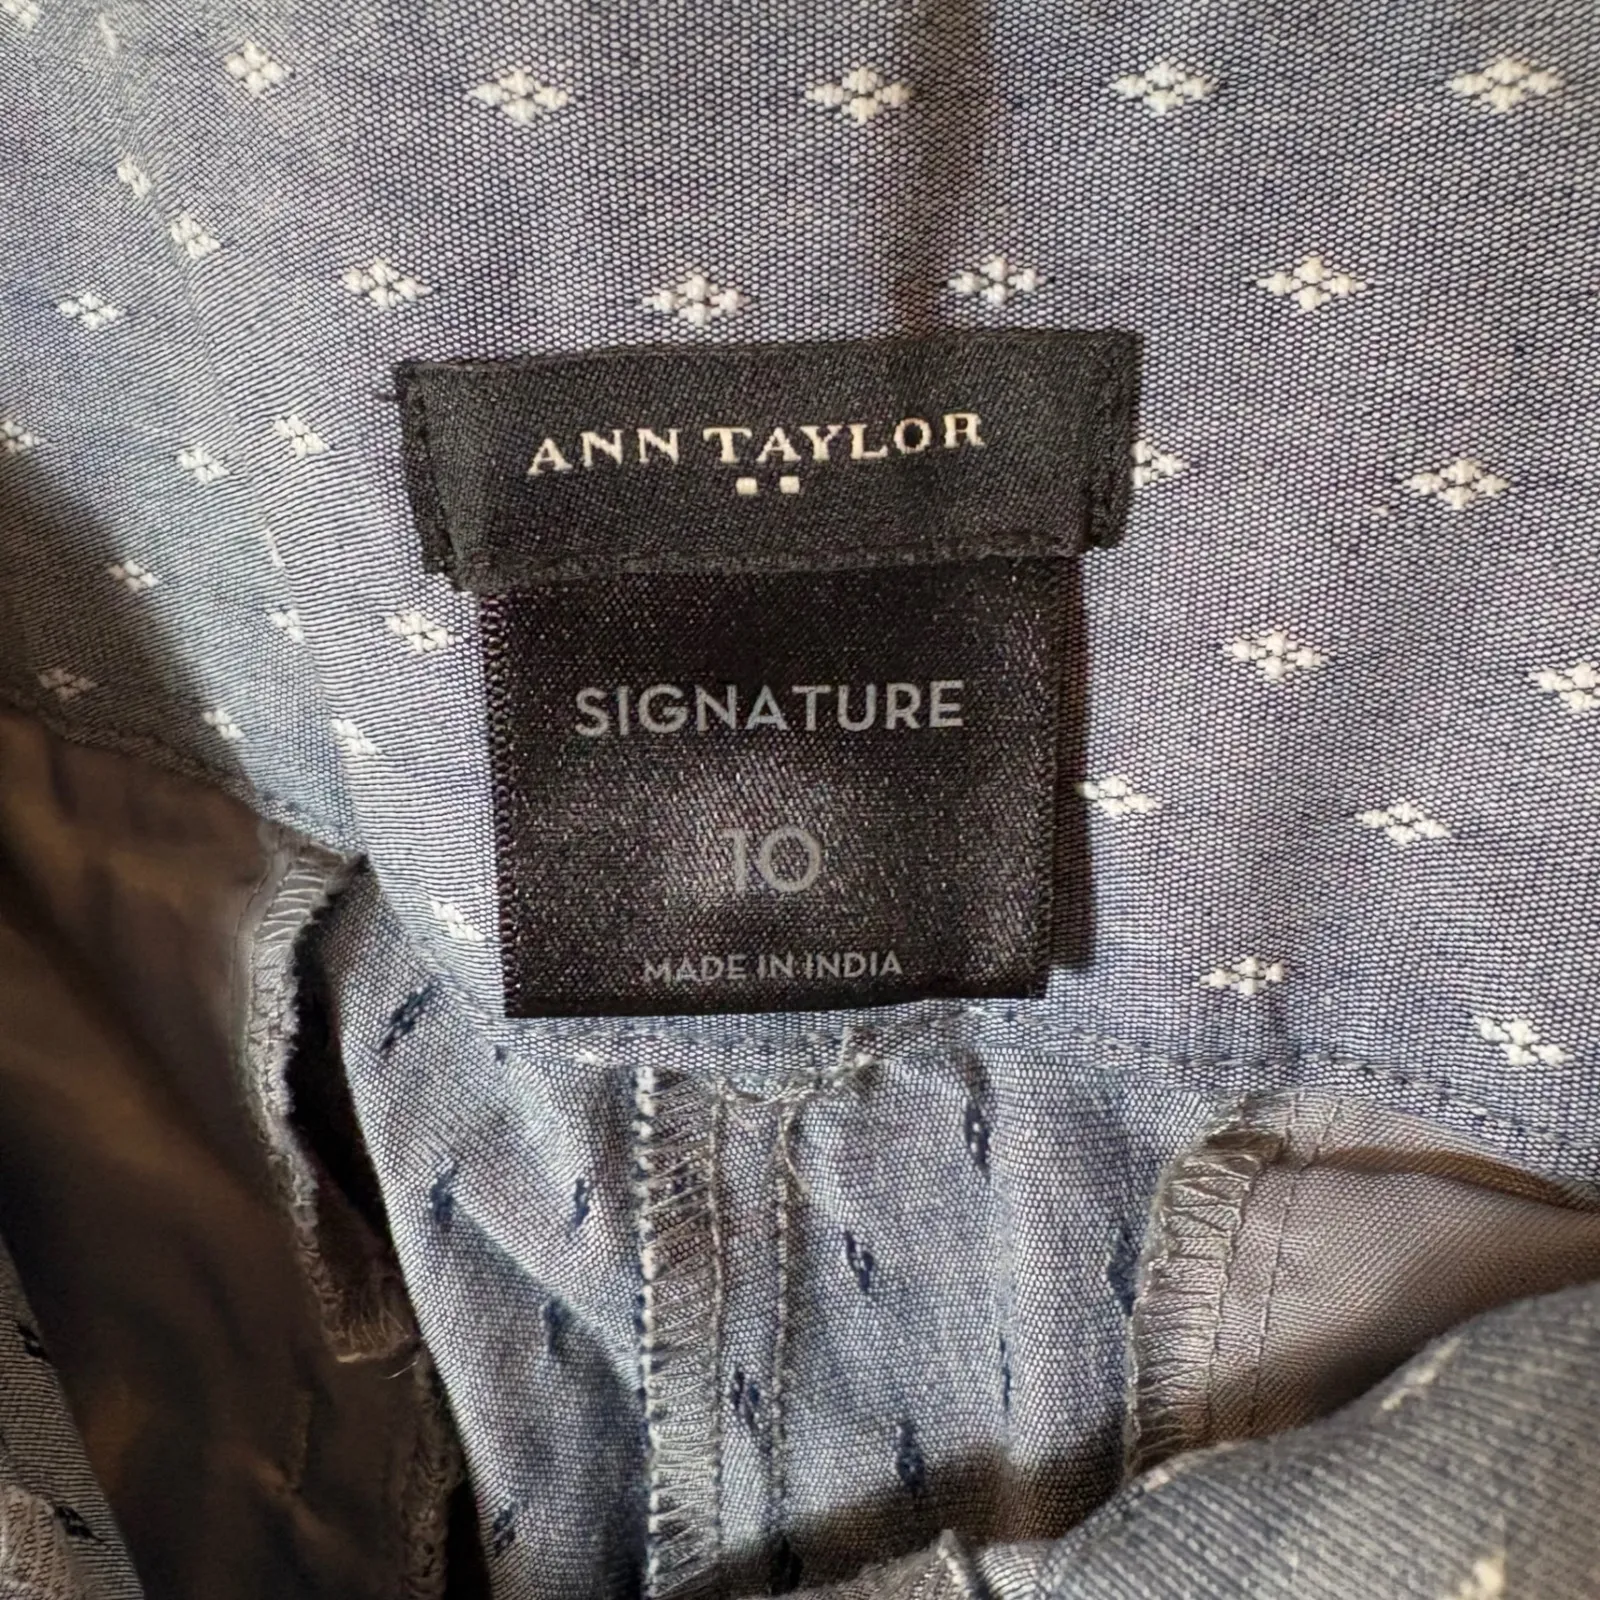 ANN TAYLOR
SIGNATURE
10
MADE IN INDIA